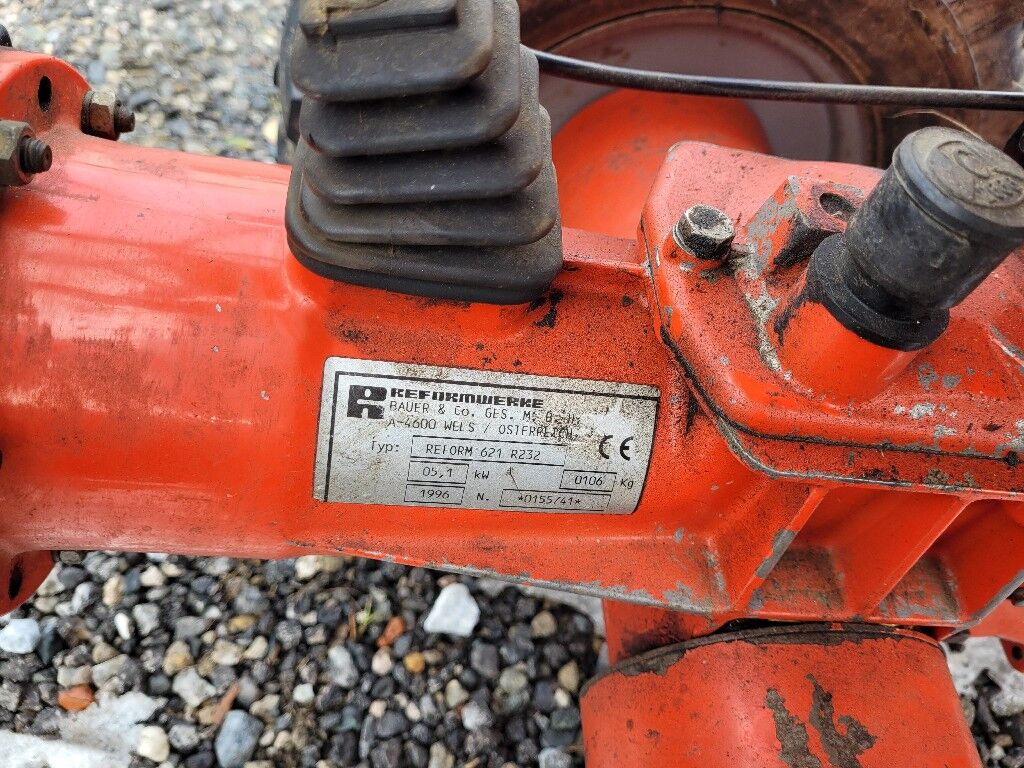 REFORMWERKE
BAUER & Co. GES. M. B. H.
A-4600 WELS / OSTERREICH
Typ: REFORM 621 R232
05,1 kW 0106 Kg
1996 N. *0155741*
CE